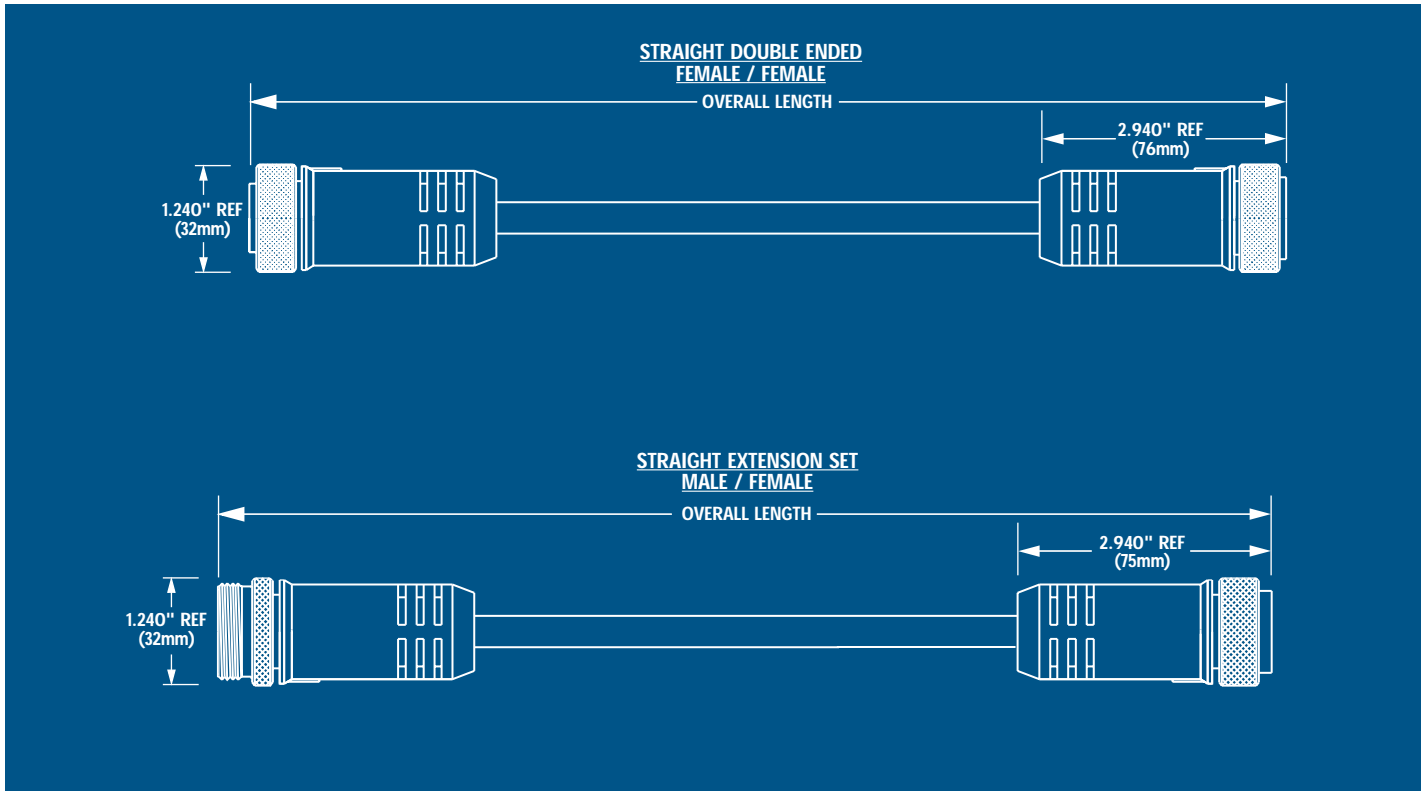 STRAIGHT DOUBLE ENDED
FEMALE / FEMALE
OVERALL LENGTH
2.940" REF
(76mm)
1.240" REF
(32mm)
STRAIGHT EXTENSION SET
MALE / FEMALE
OVERALL LENGTH
2.940" REF
(75mm)
1.240" REF
(32mm)